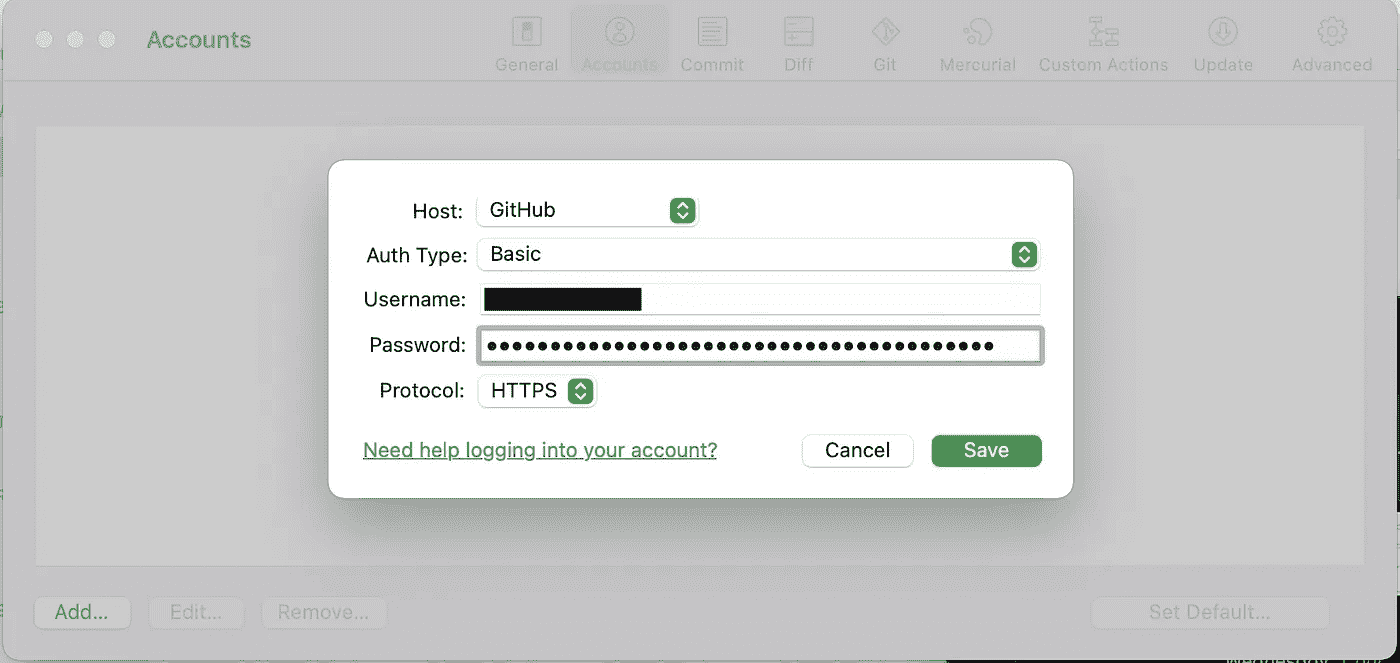 Accounts
General Accounts Commit Diff Git Mercurial Custom Actions Update Advanced
Host: GitHub
Auth Type: Basic
Username:
Password: ••••••••••••••••••••••••••••••••••••••••
Protocol: HTTPS
Need help logging into your account? Cancel Save
Add... Edit... Remove... Set Default...